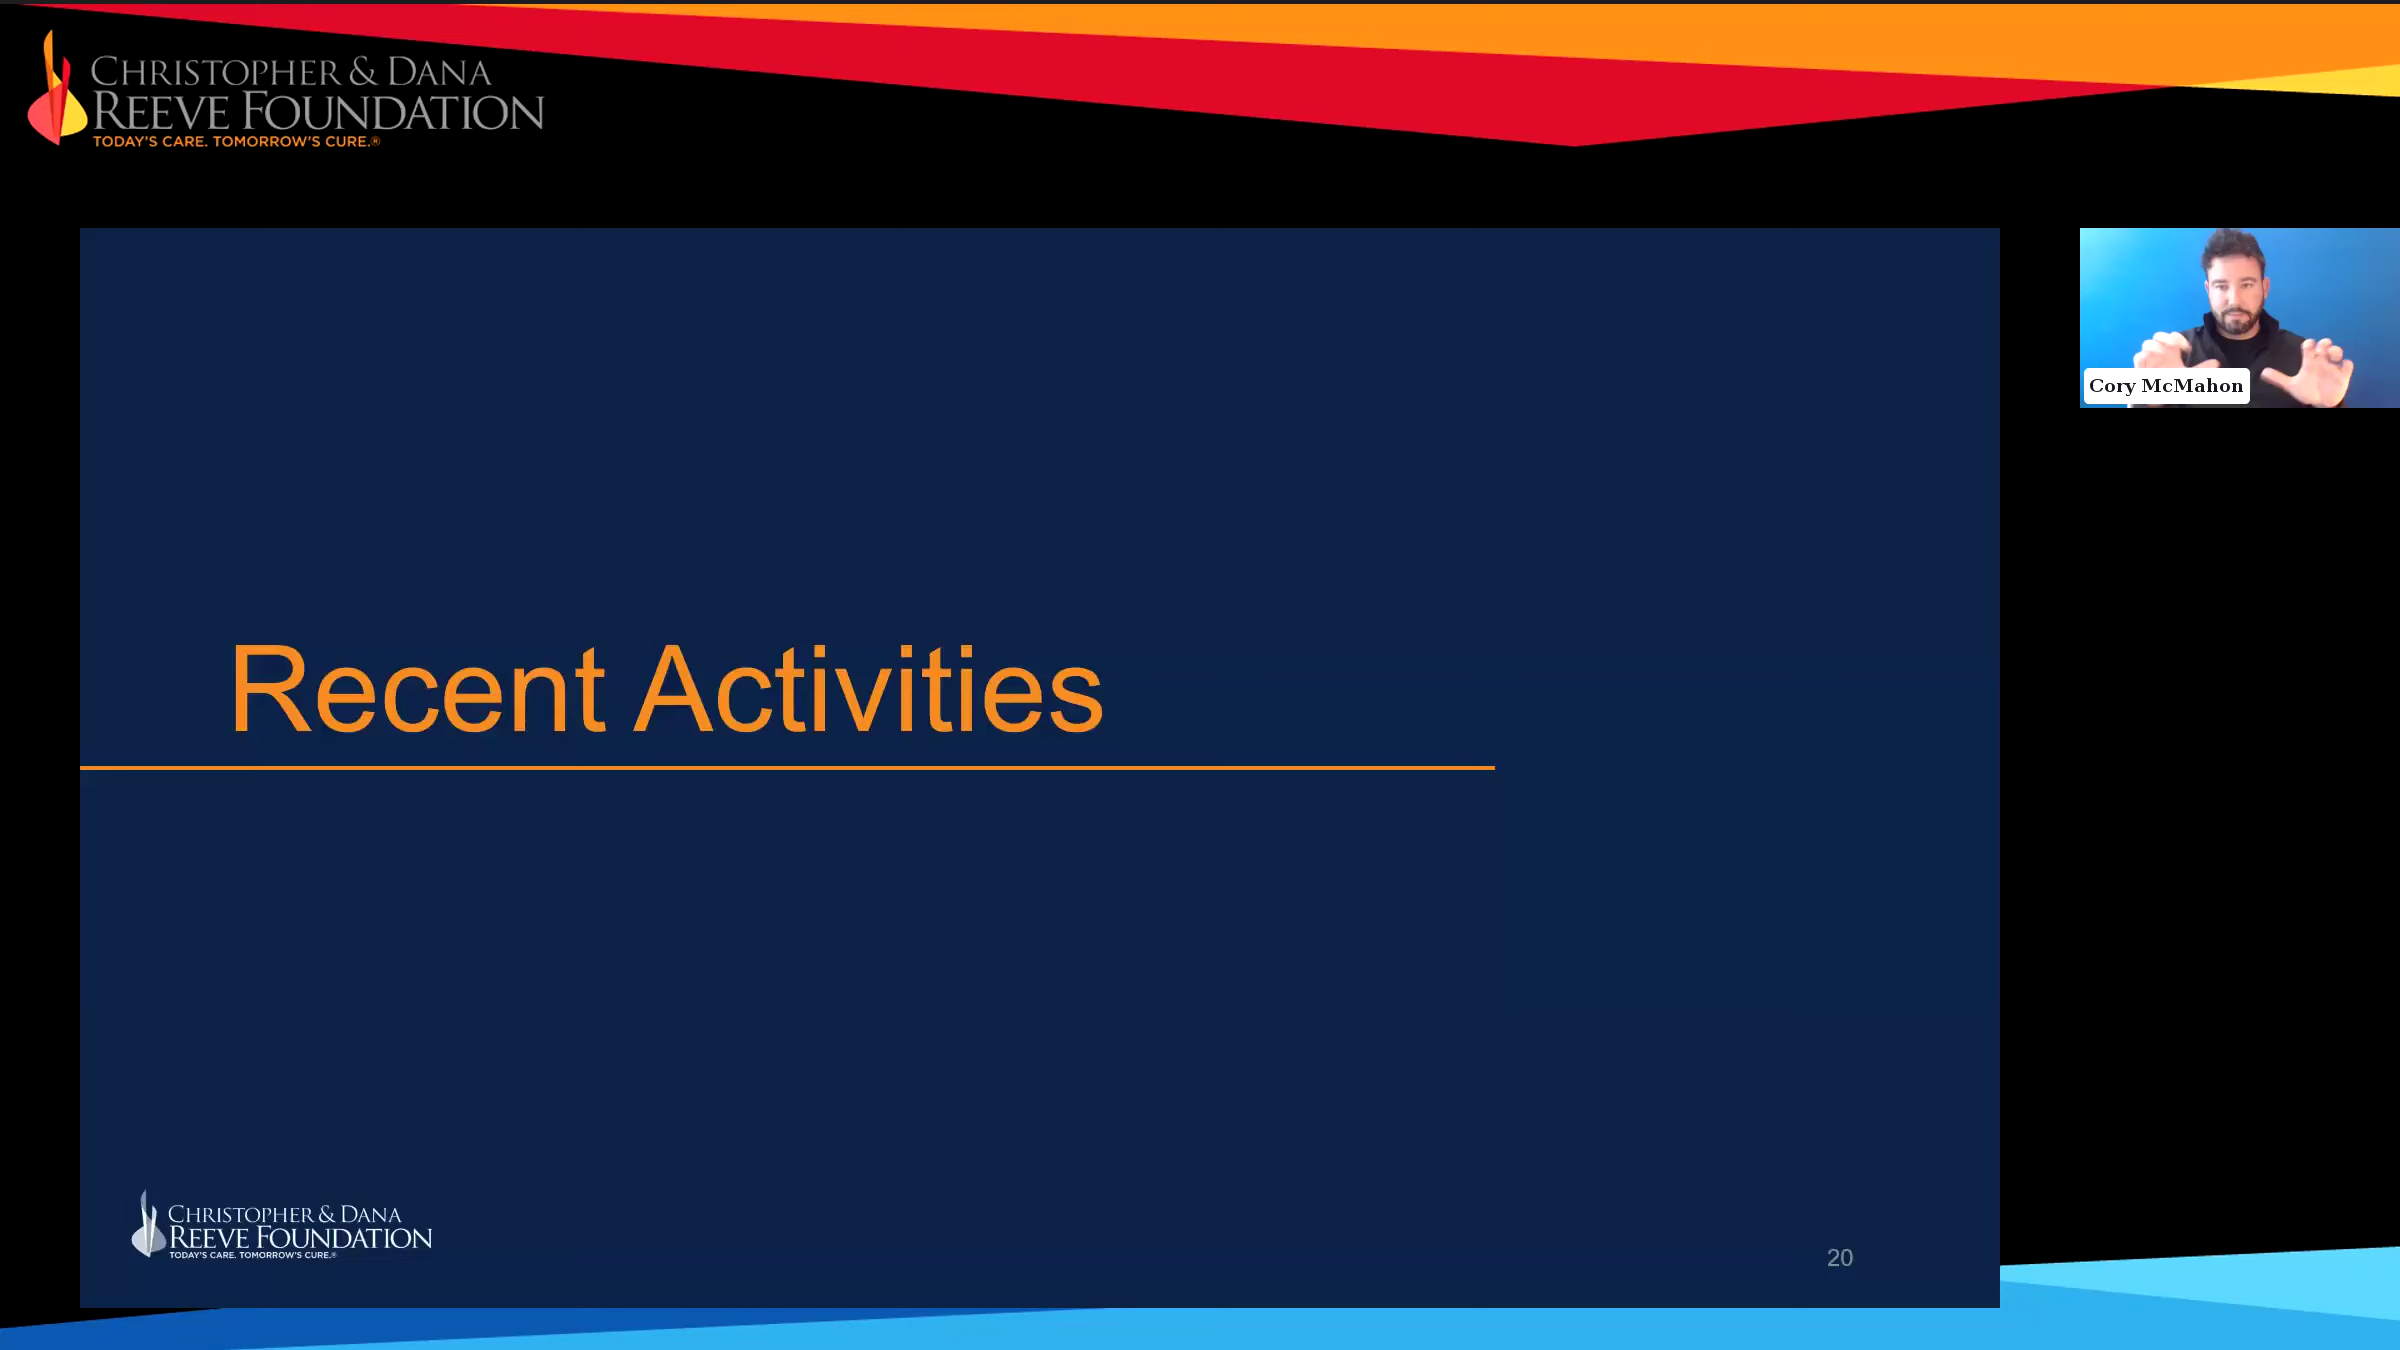 CHRISTOPHER & DANA
REEVE FOUNDATION
TODAY'S CARE. TOMORROW'S CURE.®
Cory McMahon
Recent Activities
CHRISTOPHER & DANA
REEVE FOUNDATION
TODAY'S CARE. TOMORROW'S CURE.®
20